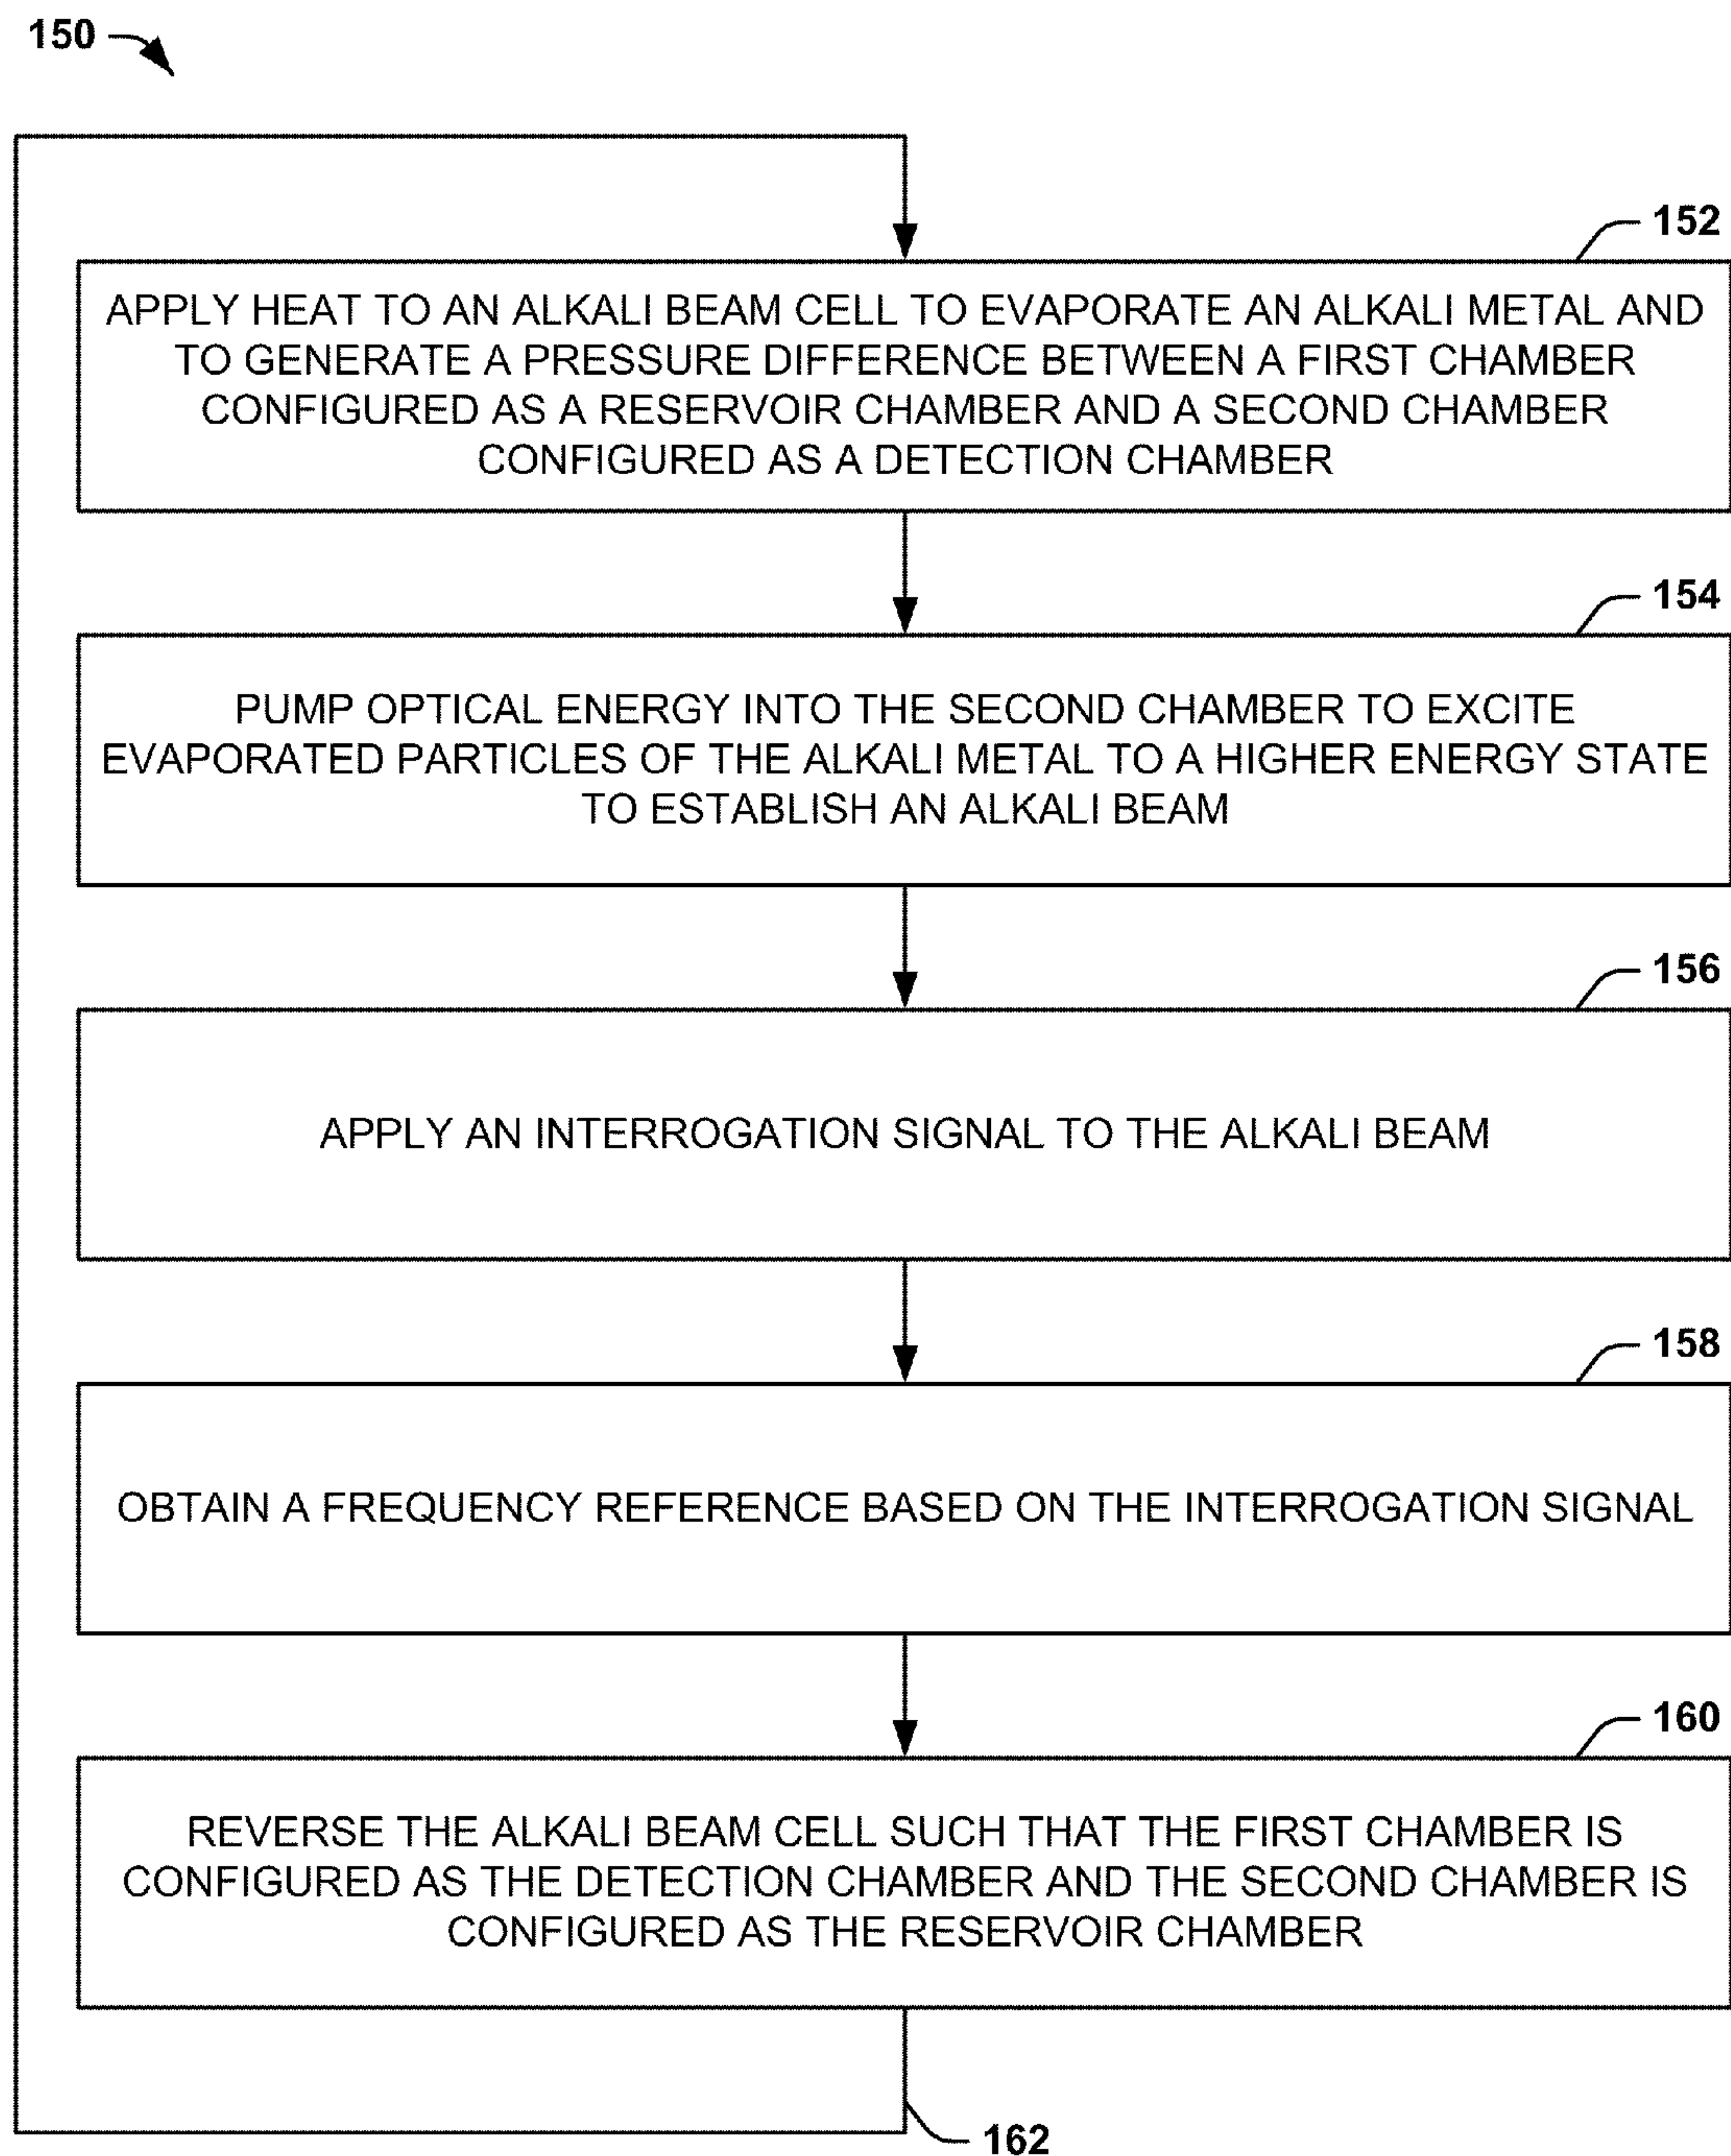 150
152
APPLY HEAT TO AN ALKALI BEAM CELL TO EVAPORATE AN ALKALI METAL AND
TO GENERATE A PRESSURE DIFFERENCE BETWEEN A FIRST CHAMBER
CONFIGURED AS A RESERVOIR CHAMBER AND A SECOND CHAMBER
CONFIGURED AS A DETECTION CHAMBER
154
PUMP OPTICAL ENERGY INTO THE SECOND CHAMBER TO EXCITE
EVAPORATED PARTICLES OF THE ALKALI METAL TO A HIGHER ENERGY STATE
TO ESTABLISH AN ALKALI BEAM
156
APPLY AN INTERROGATION SIGNAL TO THE ALKALI BEAM
158
OBTAIN A FREQUENCY REFERENCE BASED ON THE INTERROGATION SIGNAL
160
REVERSE THE ALKALI BEAM CELL SUCH THAT THE FIRST CHAMBER IS
CONFIGURED AS THE DETECTION CHAMBER AND THE SECOND CHAMBER IS
CONFIGURED AS THE RESERVOIR CHAMBER
162